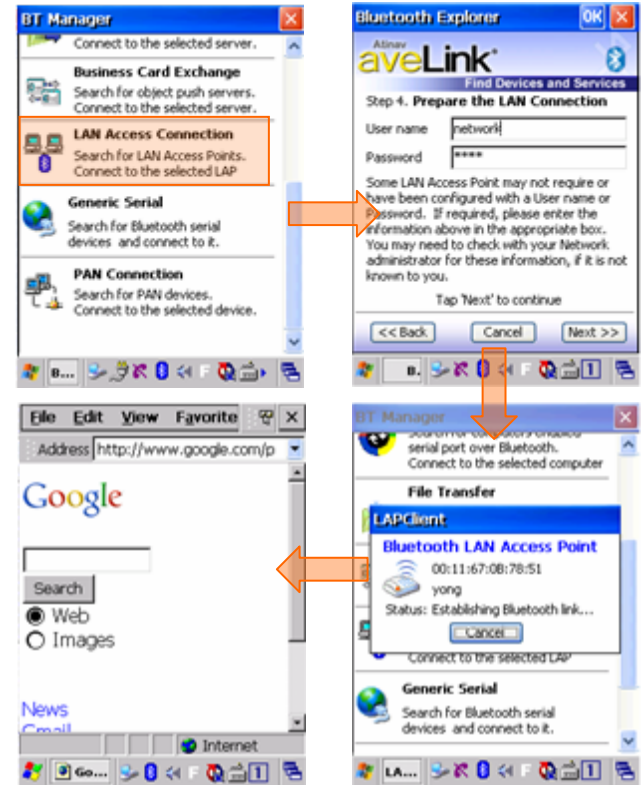 BT Manager
Connect to the selected server.
Business Card Exchange
Search for object push servers.
Connect to the selected server.
LAN Access Connection
Search for LAN Access Points.
Connect to the selected LAP
Generic Serial
Search for Bluetooth serial
devices and connect to it.
PAN Connection
Search for PAN devices.
Connect to the selected device.
B...
F
Bluetooth Explorer
OK
Atinav
aveLink
Find Devices and Services
Step 4. Prepare the LAN Connection
User name
network
Password
****
Some LAN Access Point may not require or
have been configured with a User name or
Password. If required, please enter the
information above in the appropriate box.
You may need to check with your Network
administrator for these information, if it is not
known to you.
Tap 'Next' to continue
<< Back
Cancel
Next >>
B.
F
1
File Edit View Favorite
Address http://www.google.com/p
Google
Search
Web
Images
News
Gmail
Internet
Go...
F
1
BT Manager
serial port over Bluetooth.
Connect to the selected computer
File Transfer
LAPClient
Bluetooth LAN Access Point
00:11:67:08:78:51
yong
Status: Establishing Bluetooth link...
Cancel
Connect to the selected LAP
Generic Serial
Search for Bluetooth serial
devices and connect to it.
LA...
F
1